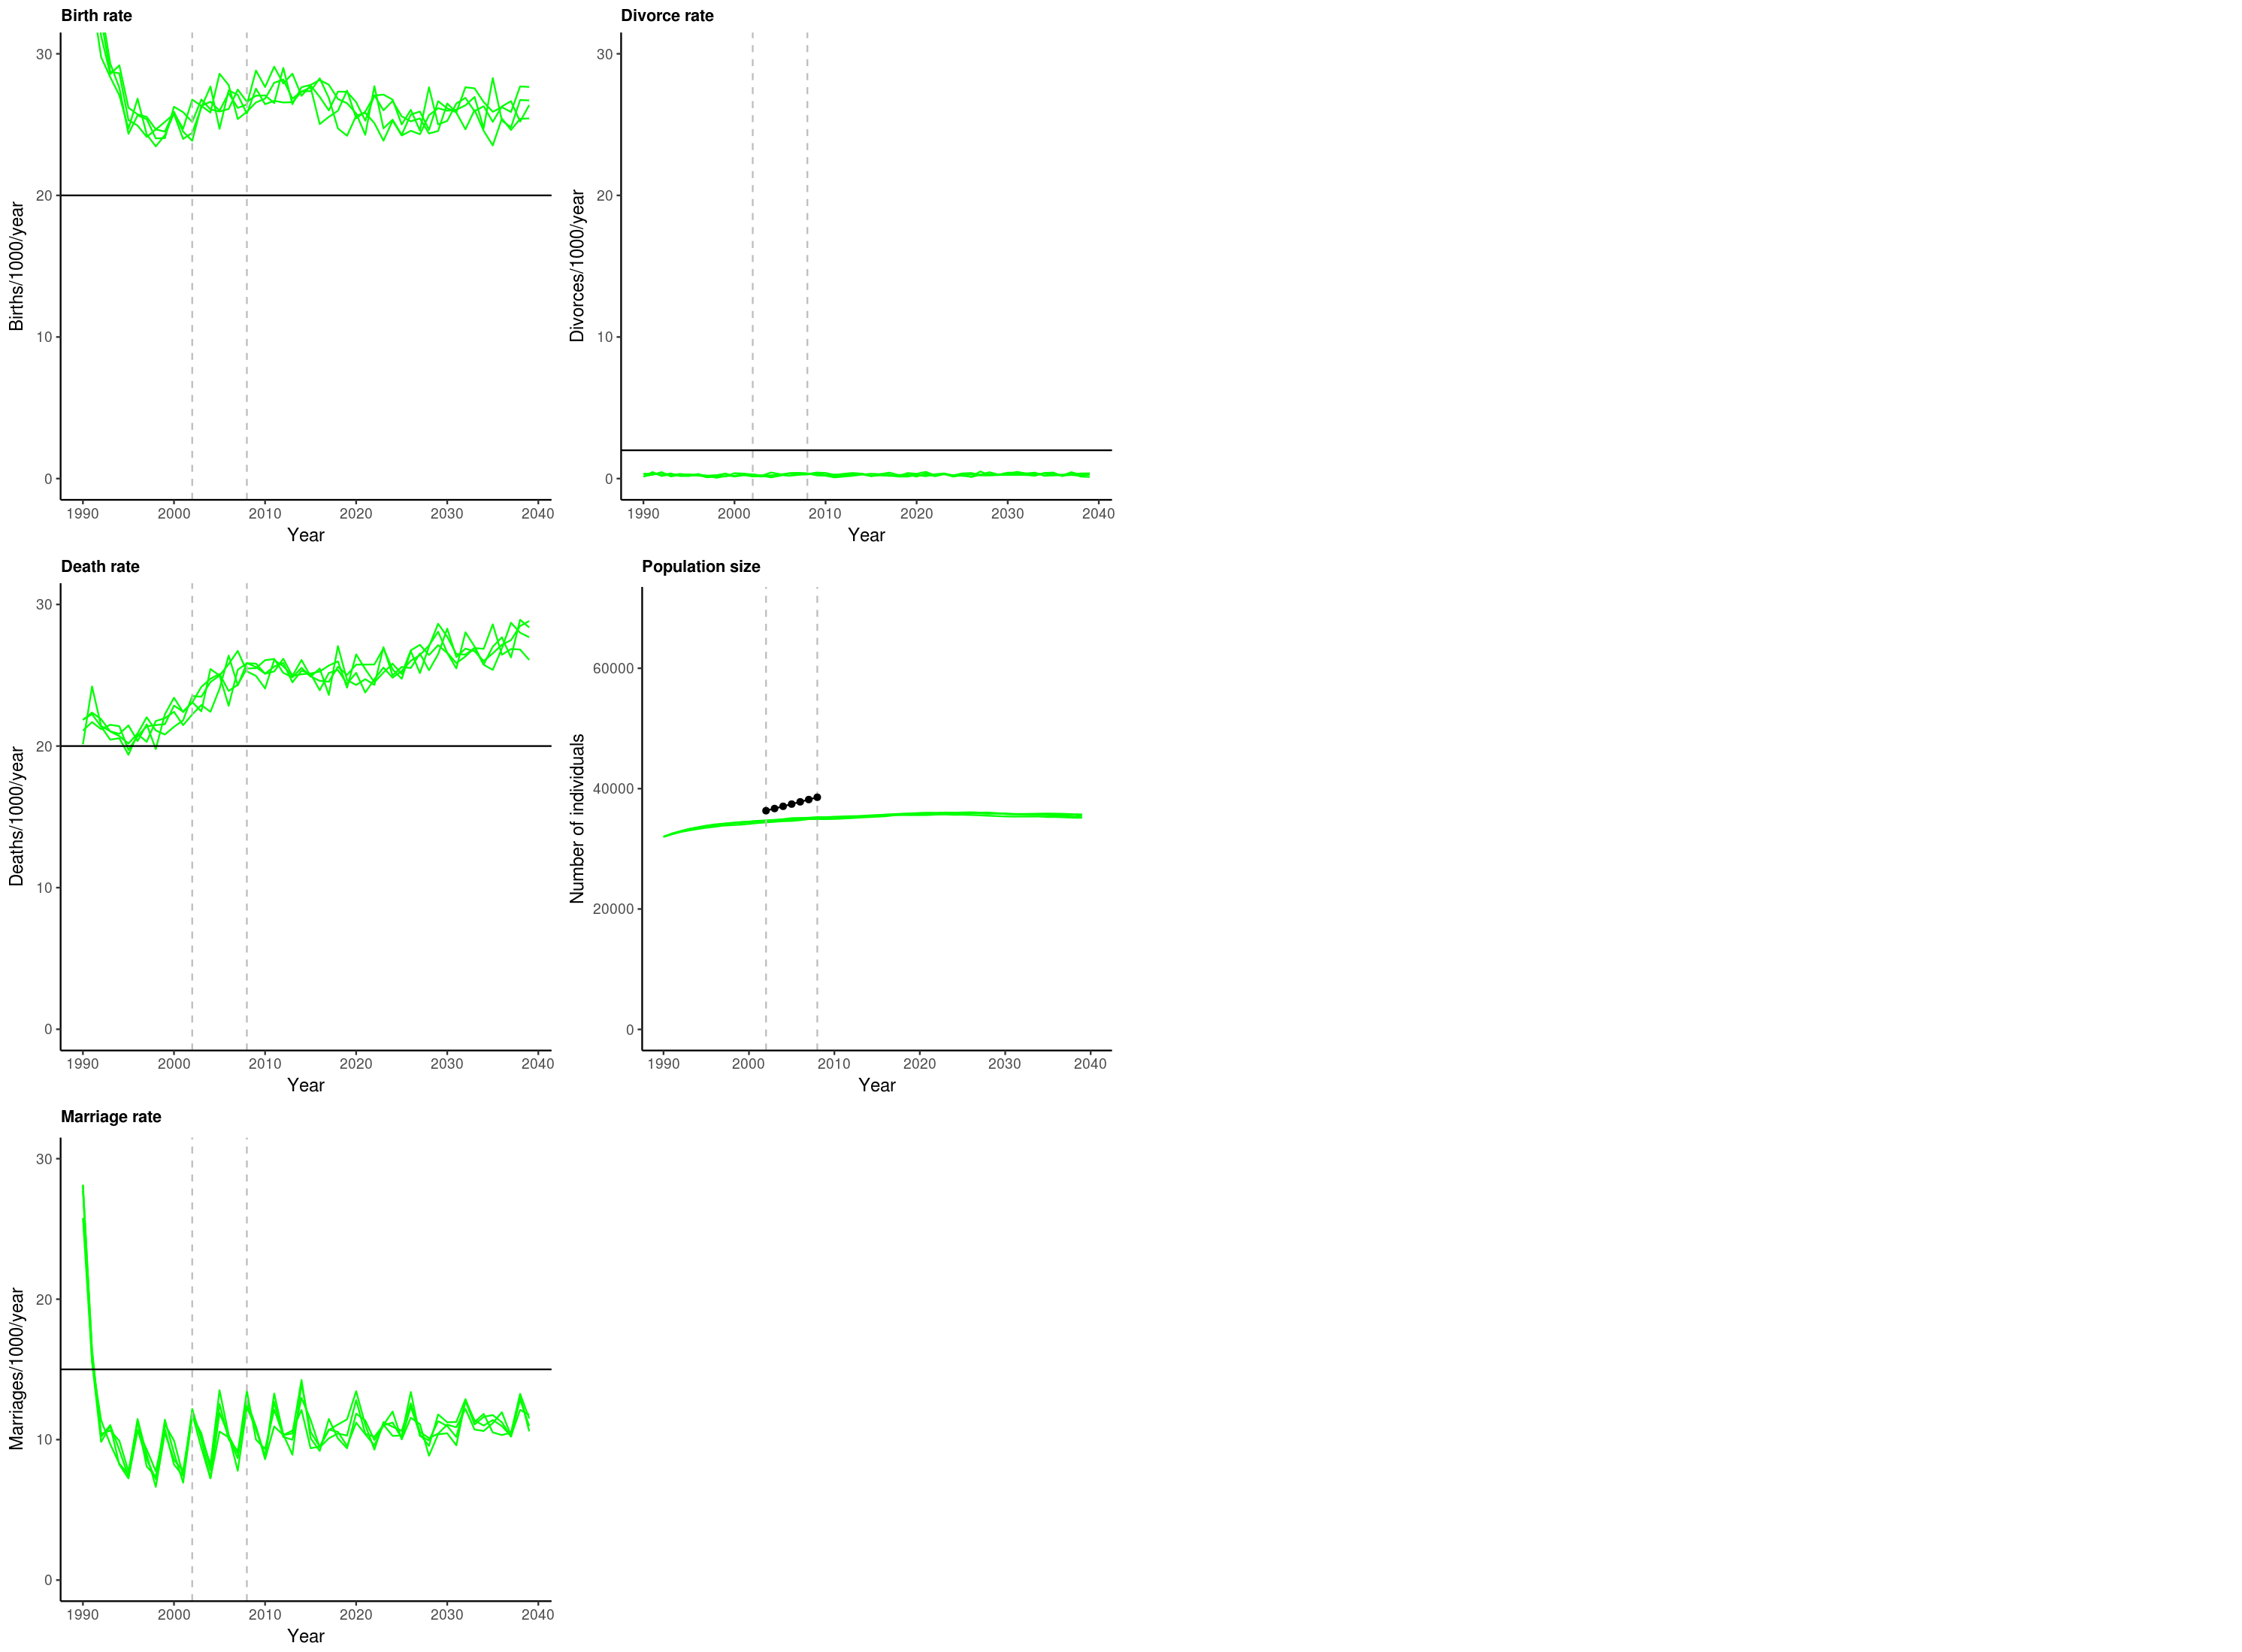 Birth rate
Births/1000/year
30
20
10
0
1990 2000 2010 2020 2030 2040
Year
Divorce rate
Divorces/1000/year
30
20
10
0
1990 2000 2010 2020 2030 2040
Year
Death rate
Deaths/1000/year
30
20
10
0
1990 2000 2010 2020 2030 2040
Year
Population size
Number of individuals
60000
40000
20000
0
1990 2000 2010 2020 2030 2040
Year
Marriage rate
Marriages/1000/year
30
20
10
0
1990 2000 2010 2020 2030 2040
Year